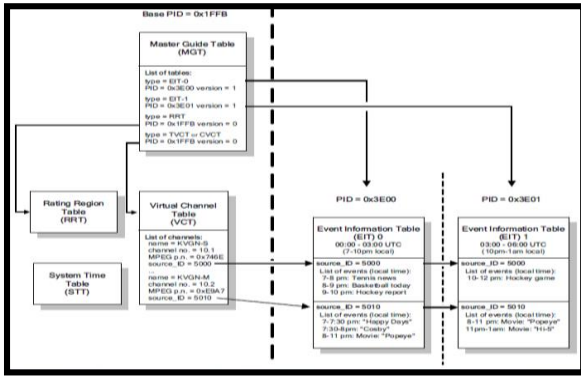 Base PID = 0x1FFB
Master Guide Table
(MGT)
List of tables:
type = EIT-0
PID = 0x3E00 version = 1
type = EIT-1
PID = 0x3E01 version = 1
type = RRT
PID = 0x1FFB version = 0
type = TVCT or CVCT
PID = 0x1FFB version = 0
Rating Region
Table
(RRT)
System Time
Table
(STT)
Virtual Channel
Table
(VCT)
List of channels:
name = KVGN-S
channel no. = 10.1
MPEG p.n. = 0x746E
source_ID = 5000
...
name = KVGN-M
channel no. = 10.2
MPEG p.n. = 0xE9A7
source_ID = 5010
PID = 0x3E00
Event Information Table
(EIT) 0
00:00 - 03:00 UTC
(7-10pm local)
source_ID = 5000
List of events (local time):
7-8 pm: Tennis news
8-9 pm: Basketball today
9-10 pm: Hockey report
source_ID = 5010
List of events (local time):
7-7:30 pm: "Happy Days"
7:30-8pm: "Cosby"
8-11 pm: Movie: "Popeye"
PID = 0x3E01
Event Information Table
(EIT) 1
03:00 - 06:00 UTC
(10pm-1am local)
source_ID = 5000
List of events (local time):
10-12 pm: Hockey game
source_ID = 5010
List of events (local time):
8-11 pm: Movie: "Popeye"
11pm-1am: Movie: